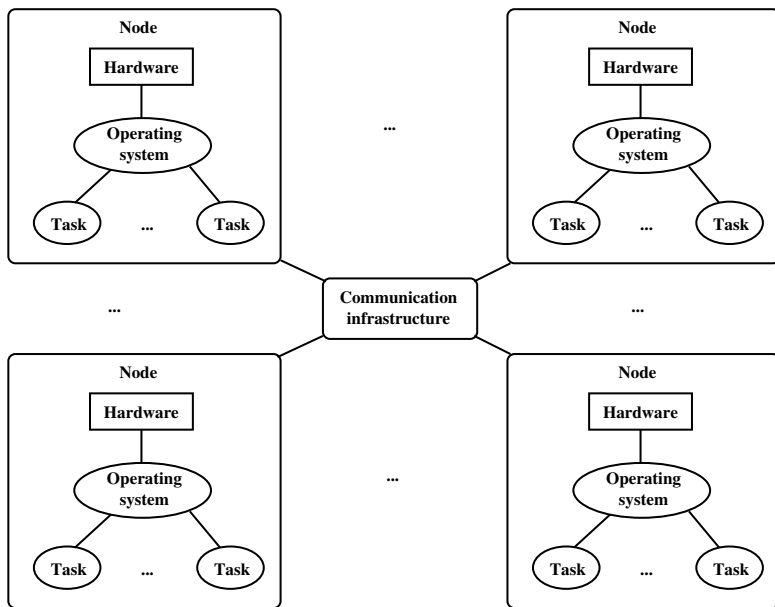 Node
Hardware
Operating
system
Task
...
Task
...
Node
Hardware
Operating
system
Task
...
Task
...
Communication
infrastructure
...
Node
Hardware
Operating
system
Task
...
Task
...
Node
Hardware
Operating
system
Task
...
Task